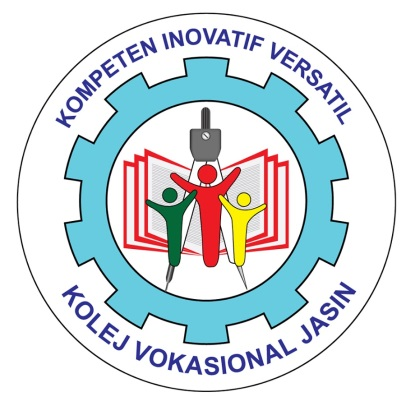 KOMPETEN INOVATIF VERSATIL
KOLEJ VOKASIONAL JASIN